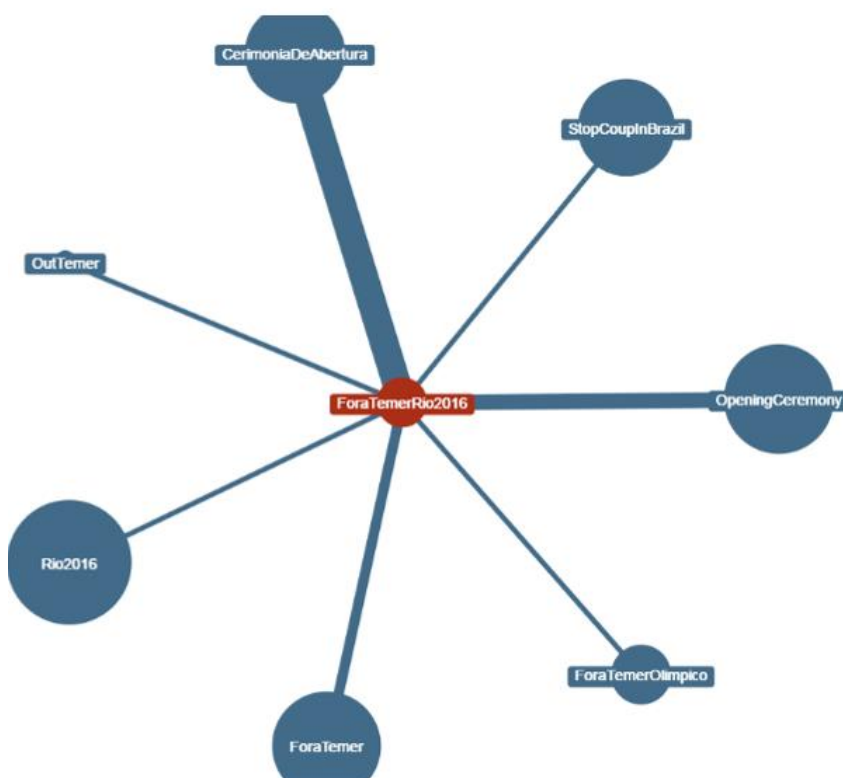 CerimoniaDeAbertura
StopCoupInBrazil
OutTemer
ForaTemerRio2016
OpeningCeremony
Rio2016
ForaTemerOlimpico
ForaTemer